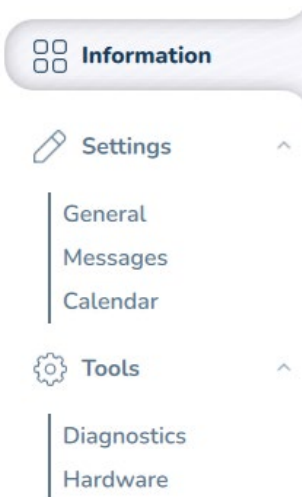 Information
Settings
General
Messages
Calendar
Tools
Diagnostics
Hardware